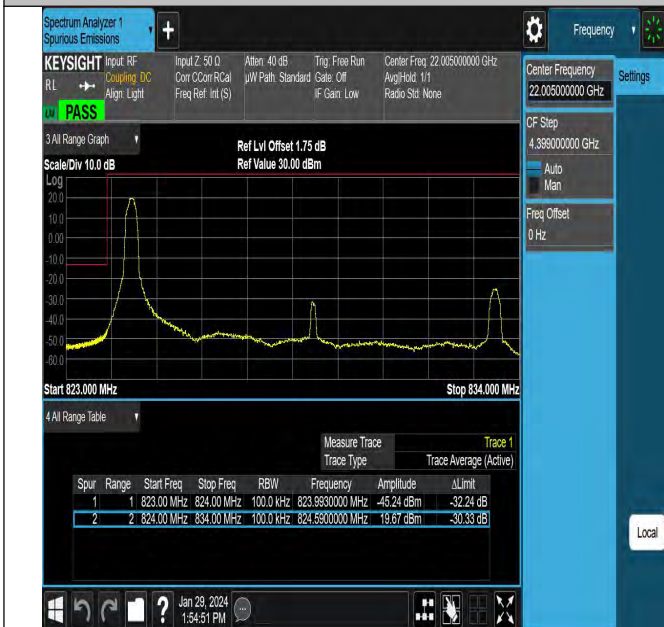 Spectrum Analyzer 1
Spurious Emissions
+
Frequency
KEYSIGHT
RL
Input: RF
Coupling: DC
Align: Light
Input Z: 50 Ω
Corr CCorr RCal
Freq Ref: Int (S)
Atten: 40 dB
µW Path: Standard
Trig: Free Run
Gate: Off
IF Gain: Low
Center Freq: 22.005000000 GHz
Avg|Hold: 1/1
Radio Std: None
PASS
Center Frequency
22.005000000 GHz
Settings
CF Step
4.399000000 GHz
Auto
Man
Freq Offset
0 Hz
3 All Range Graph
Scale/Div 10.0 dB
Ref Lvl Offset 1.75 dB
Ref Value 30.00 dBm
Log
20.0
10.0
0.00
-10.0
-20.0
-30.0
-40.0
-50.0
-60.0
Start 823.000 MHz
Stop 834.000 MHz
4 All Range Table
Measure Trace Trace 1
Trace Type Trace Average (Active)
Spur Range Start Freq Stop Freq RBW Frequency Amplitude ΔLimit
1 1 823.00 MHz 824.00 MHz 100.0 kHz 823.9930000 MHz -45.24 dBm -32.24 dB
2 2 824.00 MHz 834.00 MHz 100.0 kHz 824.5900000 MHz 19.67 dBm -30.33 dB
Local
?
Jan 29, 2024
1:54:51 PM